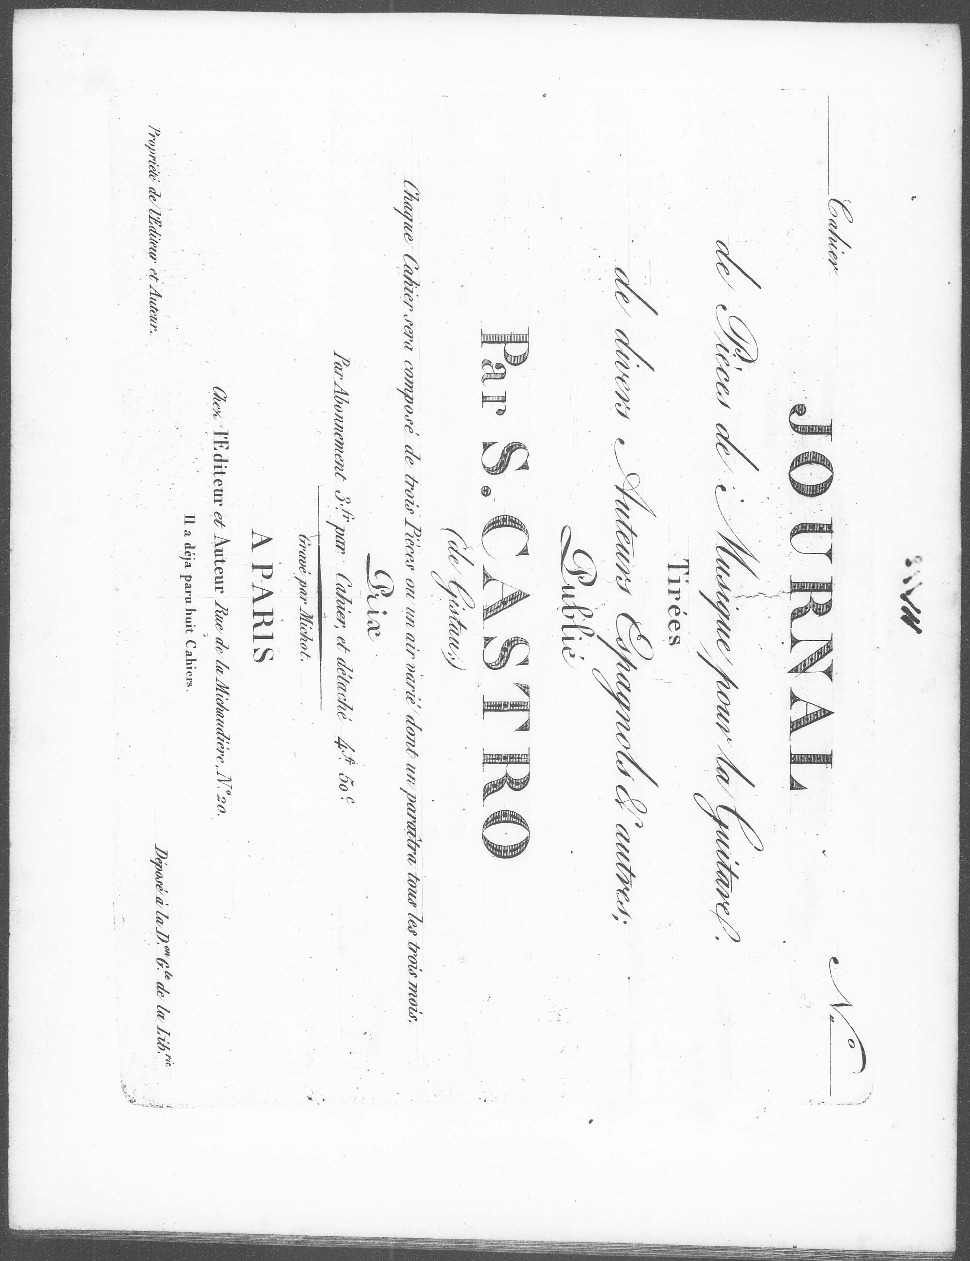 Cahier N.º
JOURNAL
de Pièces de Musique pour la Guitare.
Tirées
de divers Auteurs Espagnols & autres;
Publié
Par S. CASTRO
(de Gistau,)
Chaque Cahier sera composé de trois Pièces ou un air varié dont un paraîtra tous les trois mois.
Prix
Par Abonnement 3.fr par Cahier, et détaché 4.f 50.c
Gravé par Michot.
A PARIS
Chez l'Editeur et Auteur Rue de la Michaudière, N.º 20.
Il a déja paru huit Cahiers.
Propriété de l'Editeur et Auteur.
Déposé à la D.on G.le de la Lib.rie